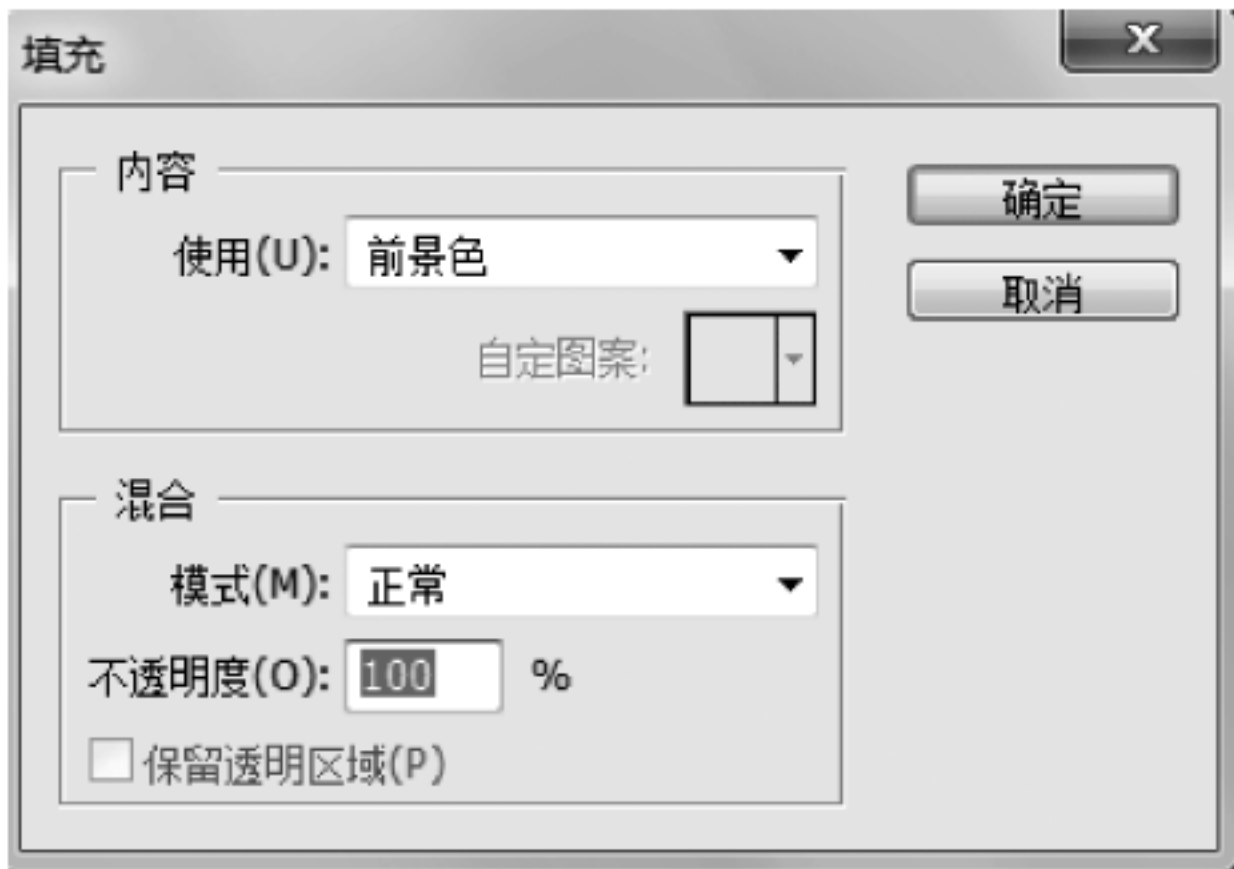 填充
内容
使用(U): 前景色
自定图案:
确定
取消
混合
模式(M): 正常
不透明度(O): 100 %
保留透明区域(P)